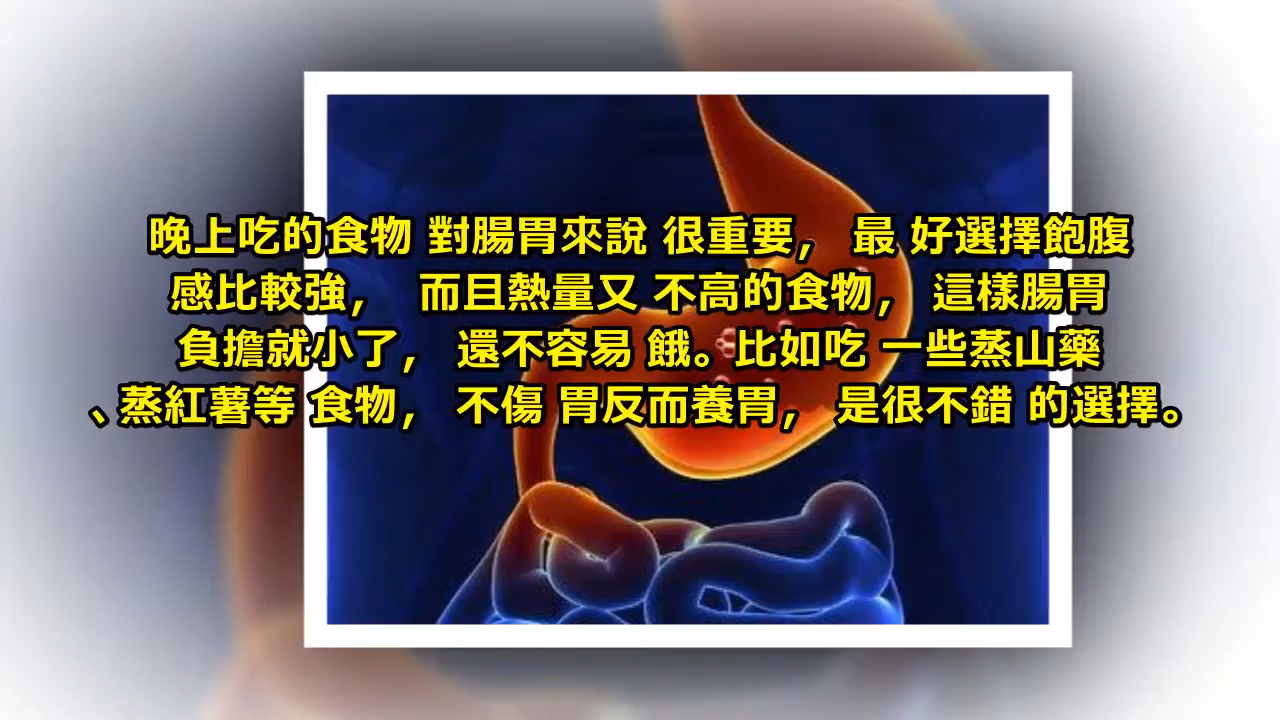 晚上吃的食物 對腸胃來說 很重要， 最 好選擇飽腹
感比較強， 而且熱量又 不高的食物， 這樣腸胃
負擔就小了， 還不容易 餓。比如吃 一些蒸山藥
、蒸紅薯等 食物， 不傷 胃反而養胃， 是很不錯 的選擇。